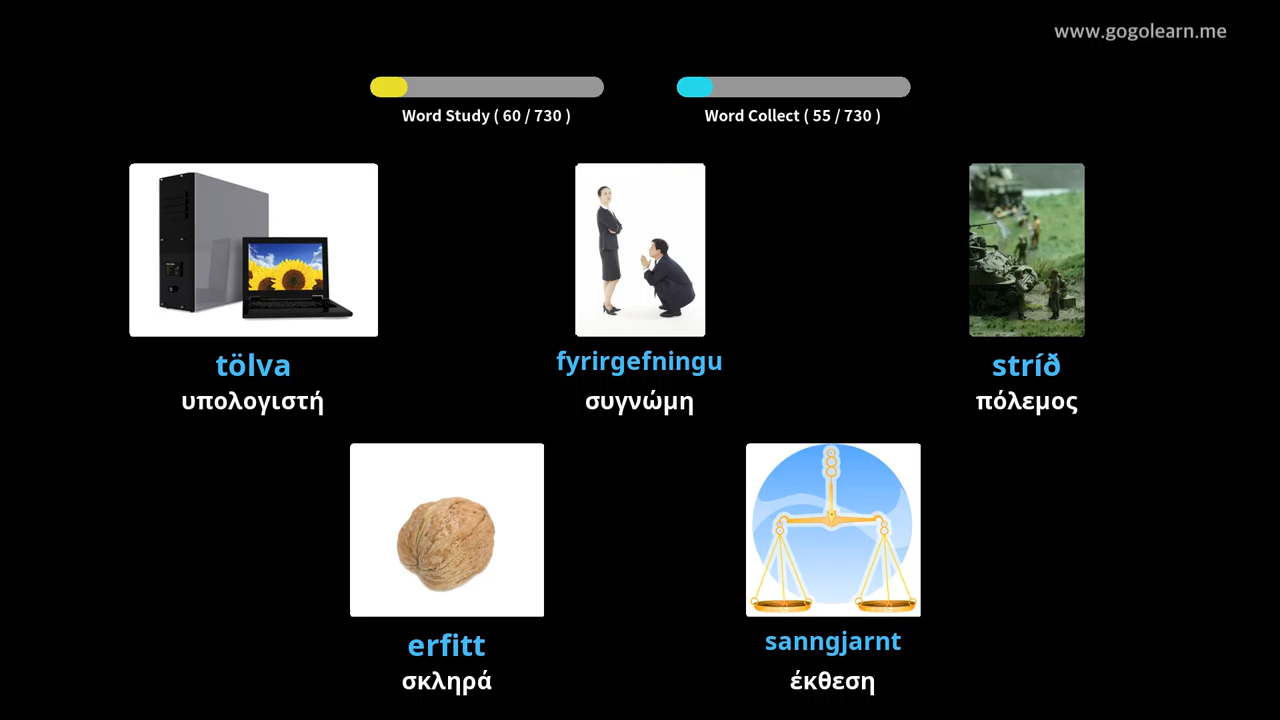 www.gogolearn.me
Word Study ( 60 / 730 )
Word Collect ( 55 / 730 )
tölva
υπολογιστή
fyrirgefningu
συγνώμη
stríð
πόλεμος
erfitt
σκληρά
sanngjarnt
έκθεση